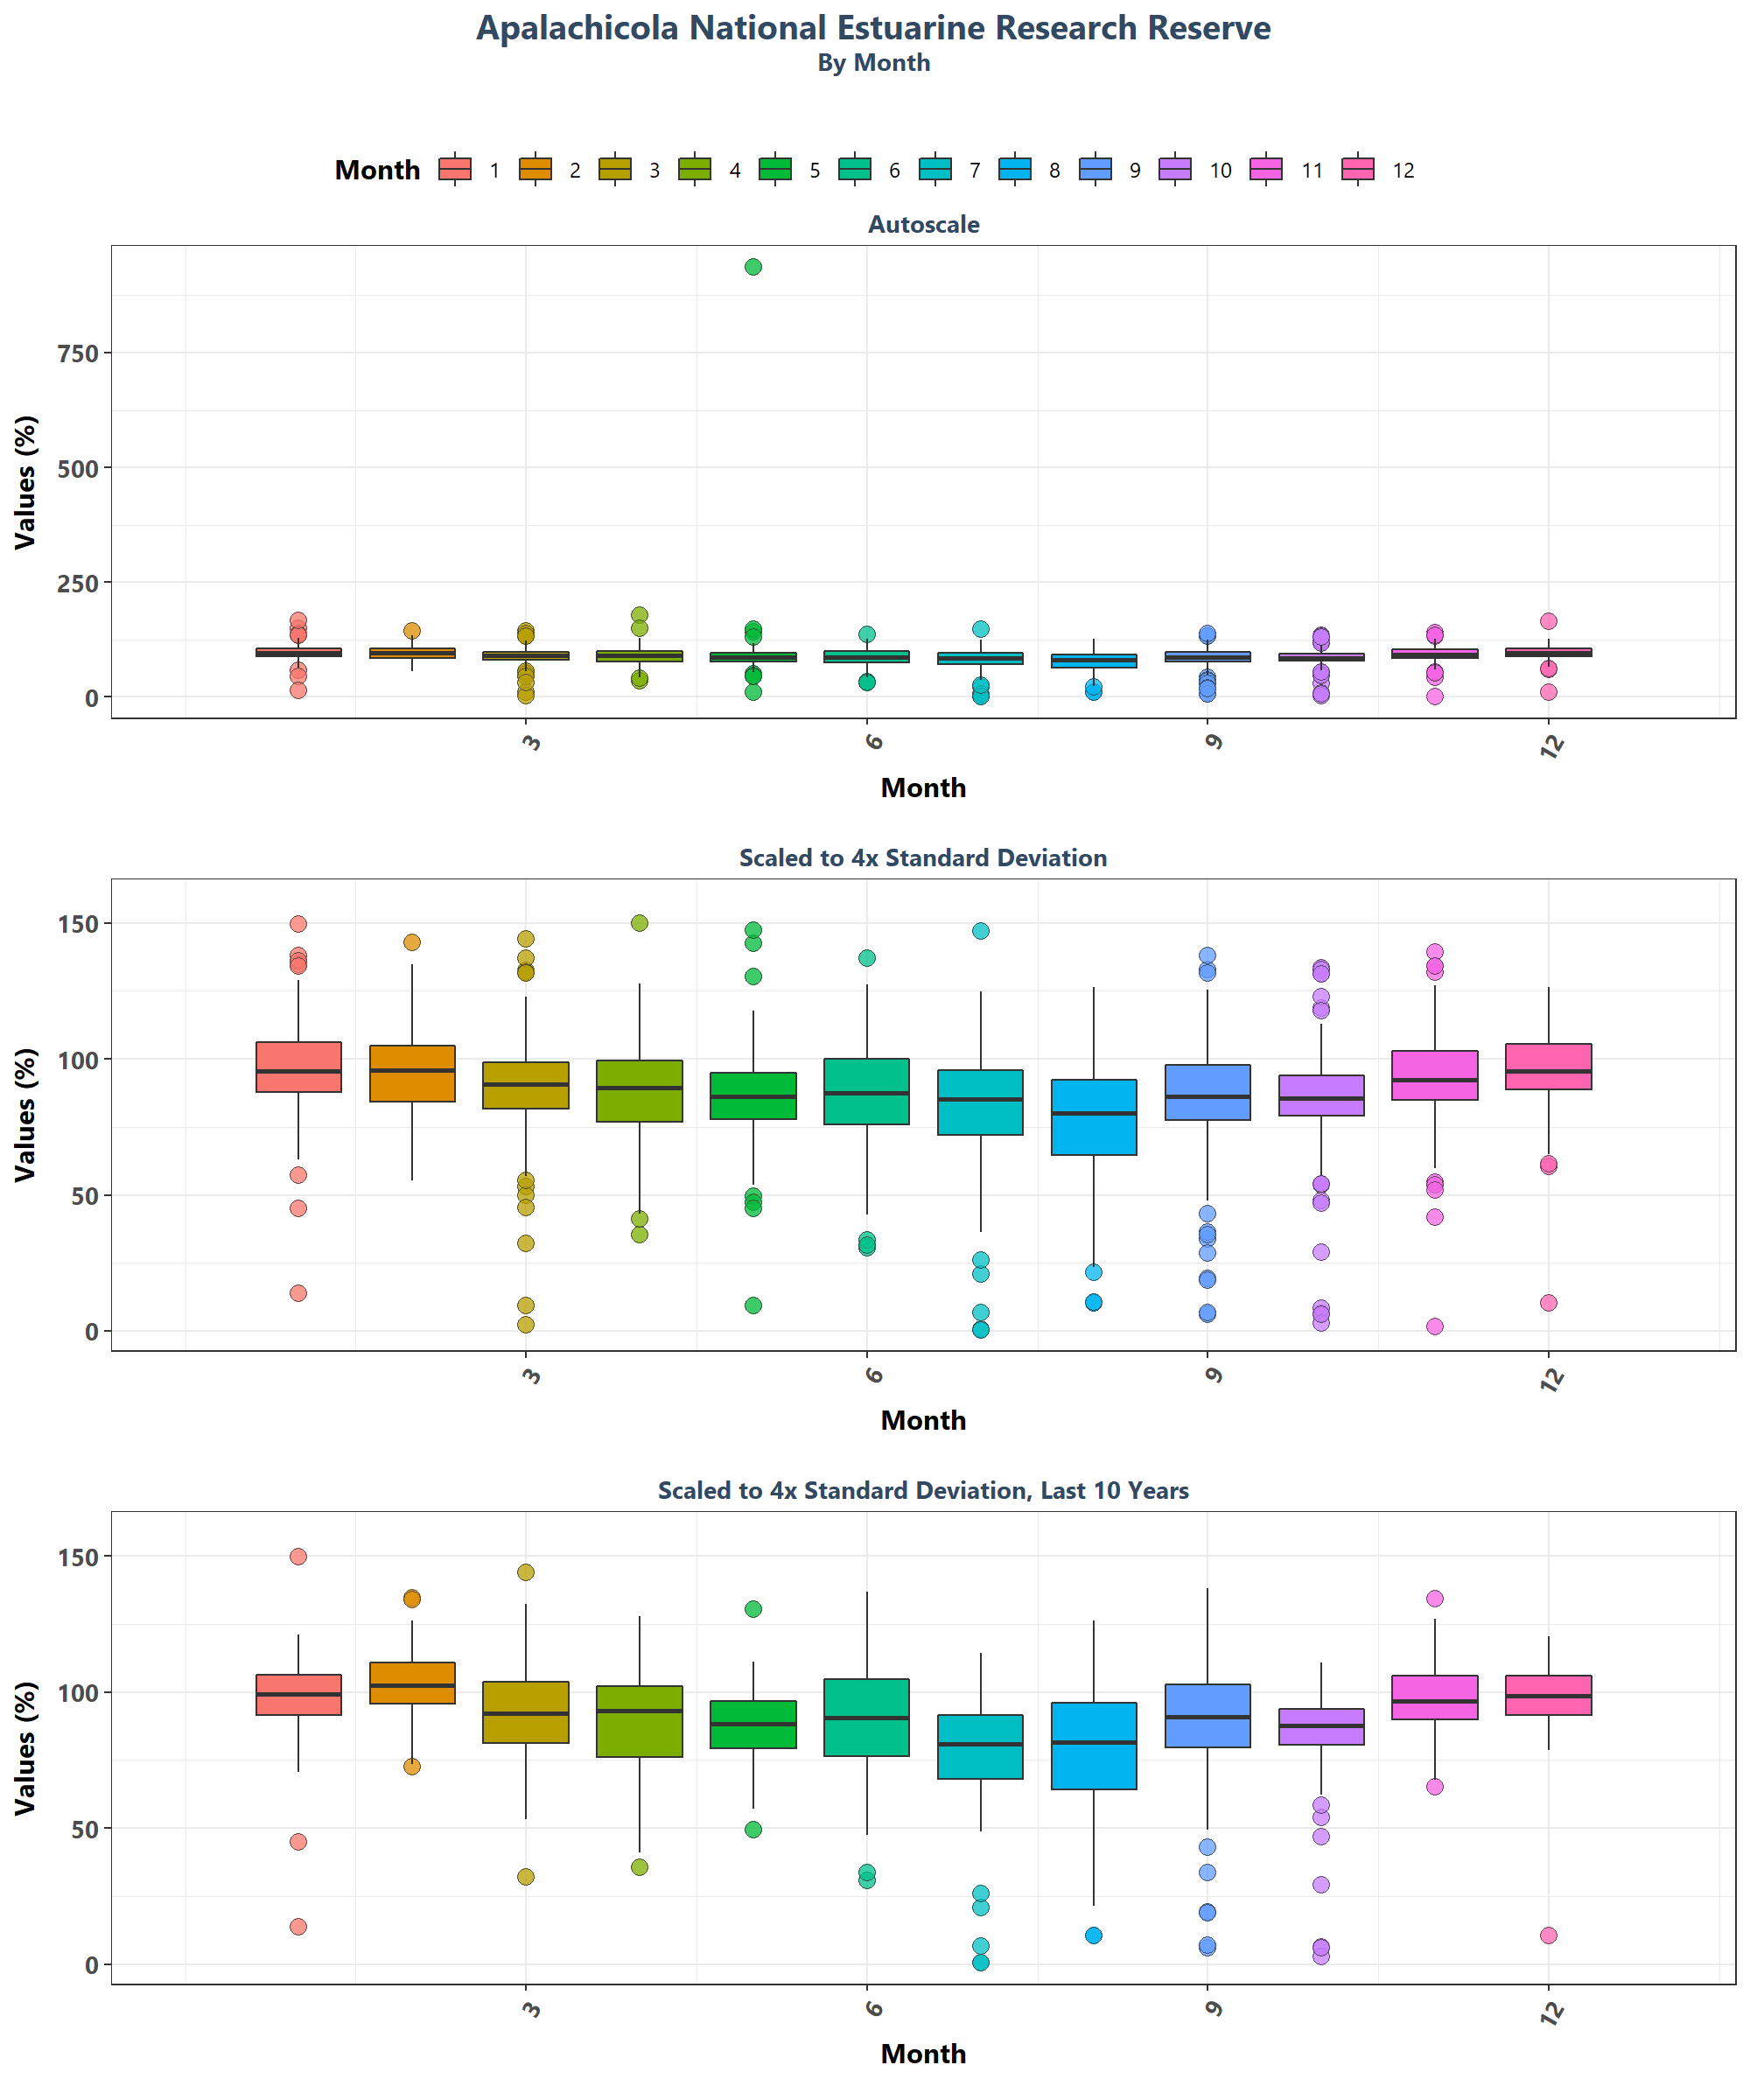 Apalachicola National Estuarine Research Reserve
By Month
Month 1 2 3 4 5 6 7 8 9 10 11 12
Autoscale
Values (%)
750
500
250
0
3 6 9 12
Month
Scaled to 4x Standard Deviation
Values (%)
150
100
50
0
3 6 9 12
Month
Scaled to 4x Standard Deviation, Last 10 Years
Values (%)
150
100
50
0
3 6 9 12
Month